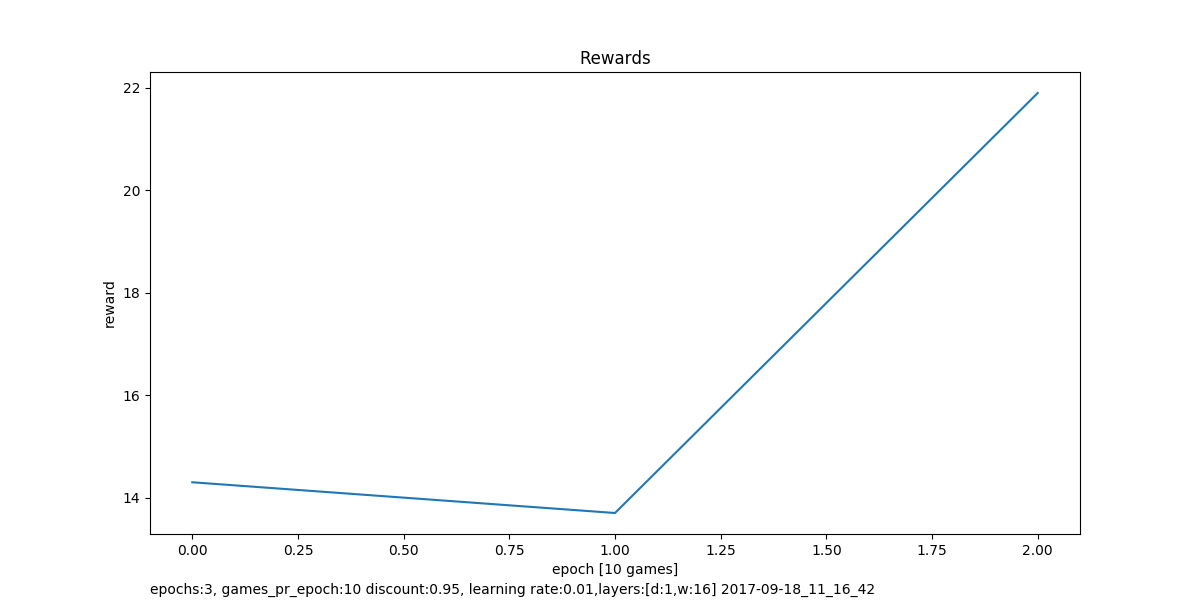 Rewards
22
20
18
16
14
reward
0.00 0.25 0.50 0.75 1.00 1.25 1.50 1.75 2.00
epoch [10 games]
epochs:3, games_pr_epoch:10 discount:0.95, learning rate:0.01,layers:[d:1,w:16] 2017-09-18_11_16_42